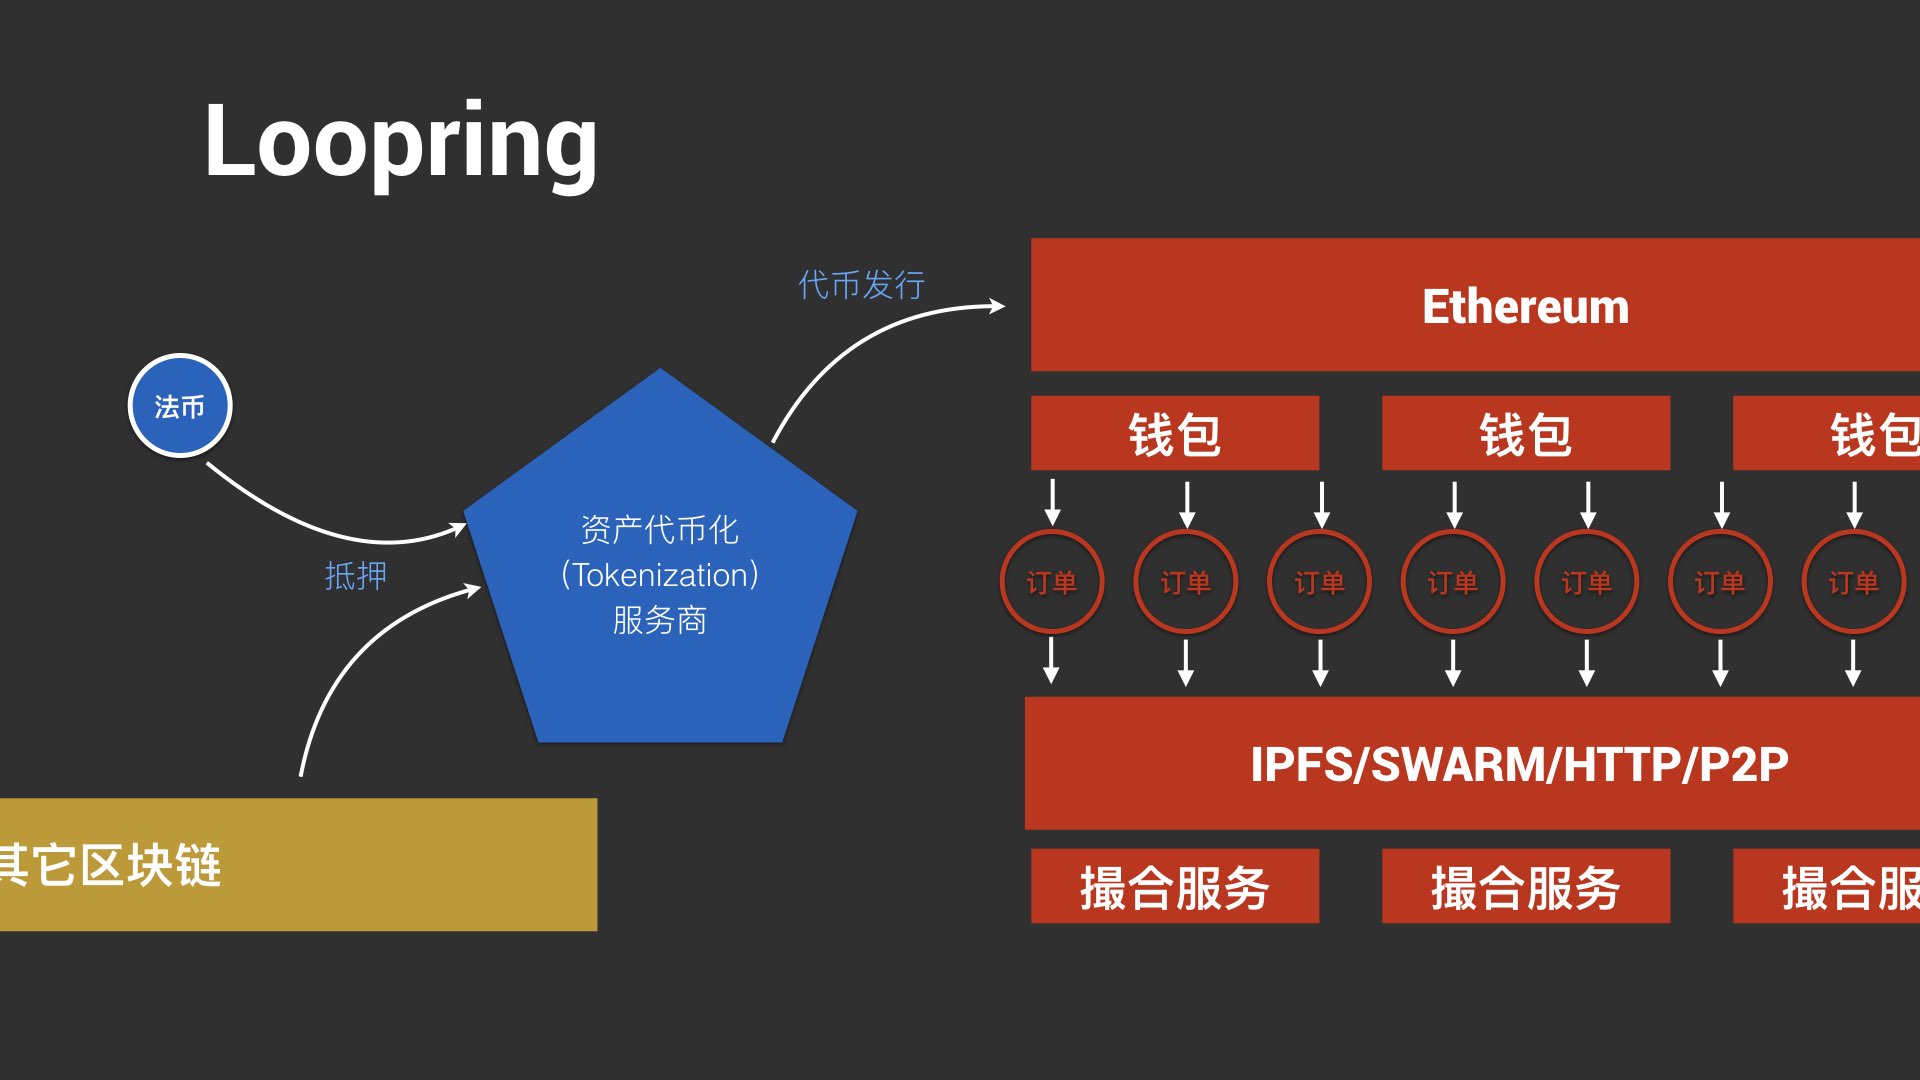 Loopring
代币发行
Ethereum
法币
钱包
钱包
钱包
资产代币化
(Tokenization)
服务商
抵押
订单
订单
订单
订单
订单
订单
订单
IPFS/SWARM/HTTP/P2P
其它区块链
撮合服务
撮合服务
撮合服